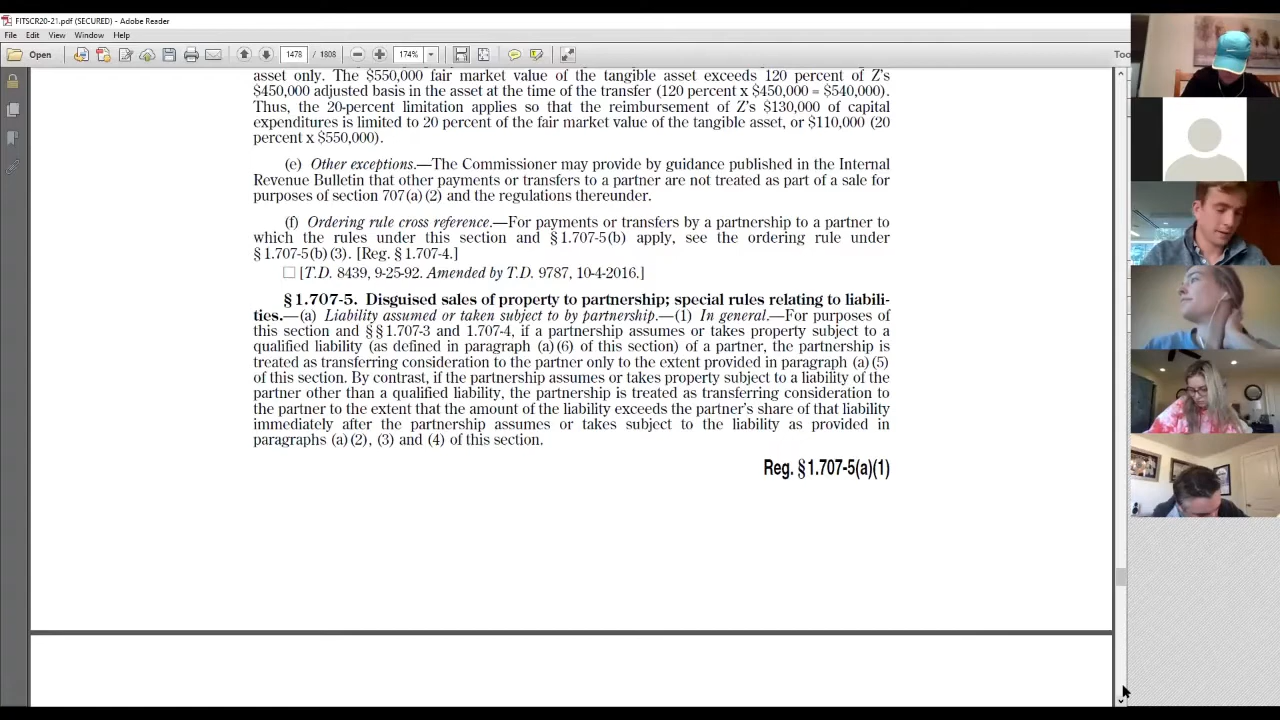 FITSCR20-21.pdf (SECURED) - Adobe Reader
File Edit View Window Help
Open 1478 / 1808 174% Too
asset only. The $550,000 fair market value of the tangible asset exceeds 120 percent of Z's
$450,000 adjusted basis in the asset at the time of the transfer (120 percent x $450,000 = $540,000).
Thus, the 20-percent limitation applies so that the reimbursement of Z's $130,000 of capital
expenditures is limited to 20 percent of the fair market value of the tangible asset, or $110,000 (20
percent x $550,000).
(e) Other exceptions.—The Commissioner may provide by guidance published in the Internal
Revenue Bulletin that other payments or transfers to a partner are not treated as part of a sale for
purposes of section 707(a)(2) and the regulations thereunder.
(f) Ordering rule cross reference.—For payments or transfers by a partnership to a partner to
which the rules under this section and § 1.707-5(b) apply, see the ordering rule under
§ 1.707-5(b)(3). [Reg. § 1.707-4.]
☐ [T.D. 8439, 9-25-92. Amended by T.D. 9787, 10-4-2016.]
§ 1.707-5. Disguised sales of property to partnership; special rules relating to liabili-
ties.—(a) Liability assumed or taken subject to by partnership.—(1) In general.—For purposes of
this section and §§ 1.707-3 and 1.707-4, if a partnership assumes or takes property subject to a
qualified liability (as defined in paragraph (a)(6) of this section) of a partner, the partnership is
treated as transferring consideration to the partner only to the extent provided in paragraph (a)(5)
of this section. By contrast, if the partnership assumes or takes property subject to a liability of the
partner other than a qualified liability, the partnership is treated as transferring consideration to
the partner to the extent that the amount of the liability exceeds the partner's share of that liability
immediately after the partnership assumes or takes subject to the liability as provided in
paragraphs (a)(2), (3) and (4) of this section.
Reg. § 1.707-5(a)(1)